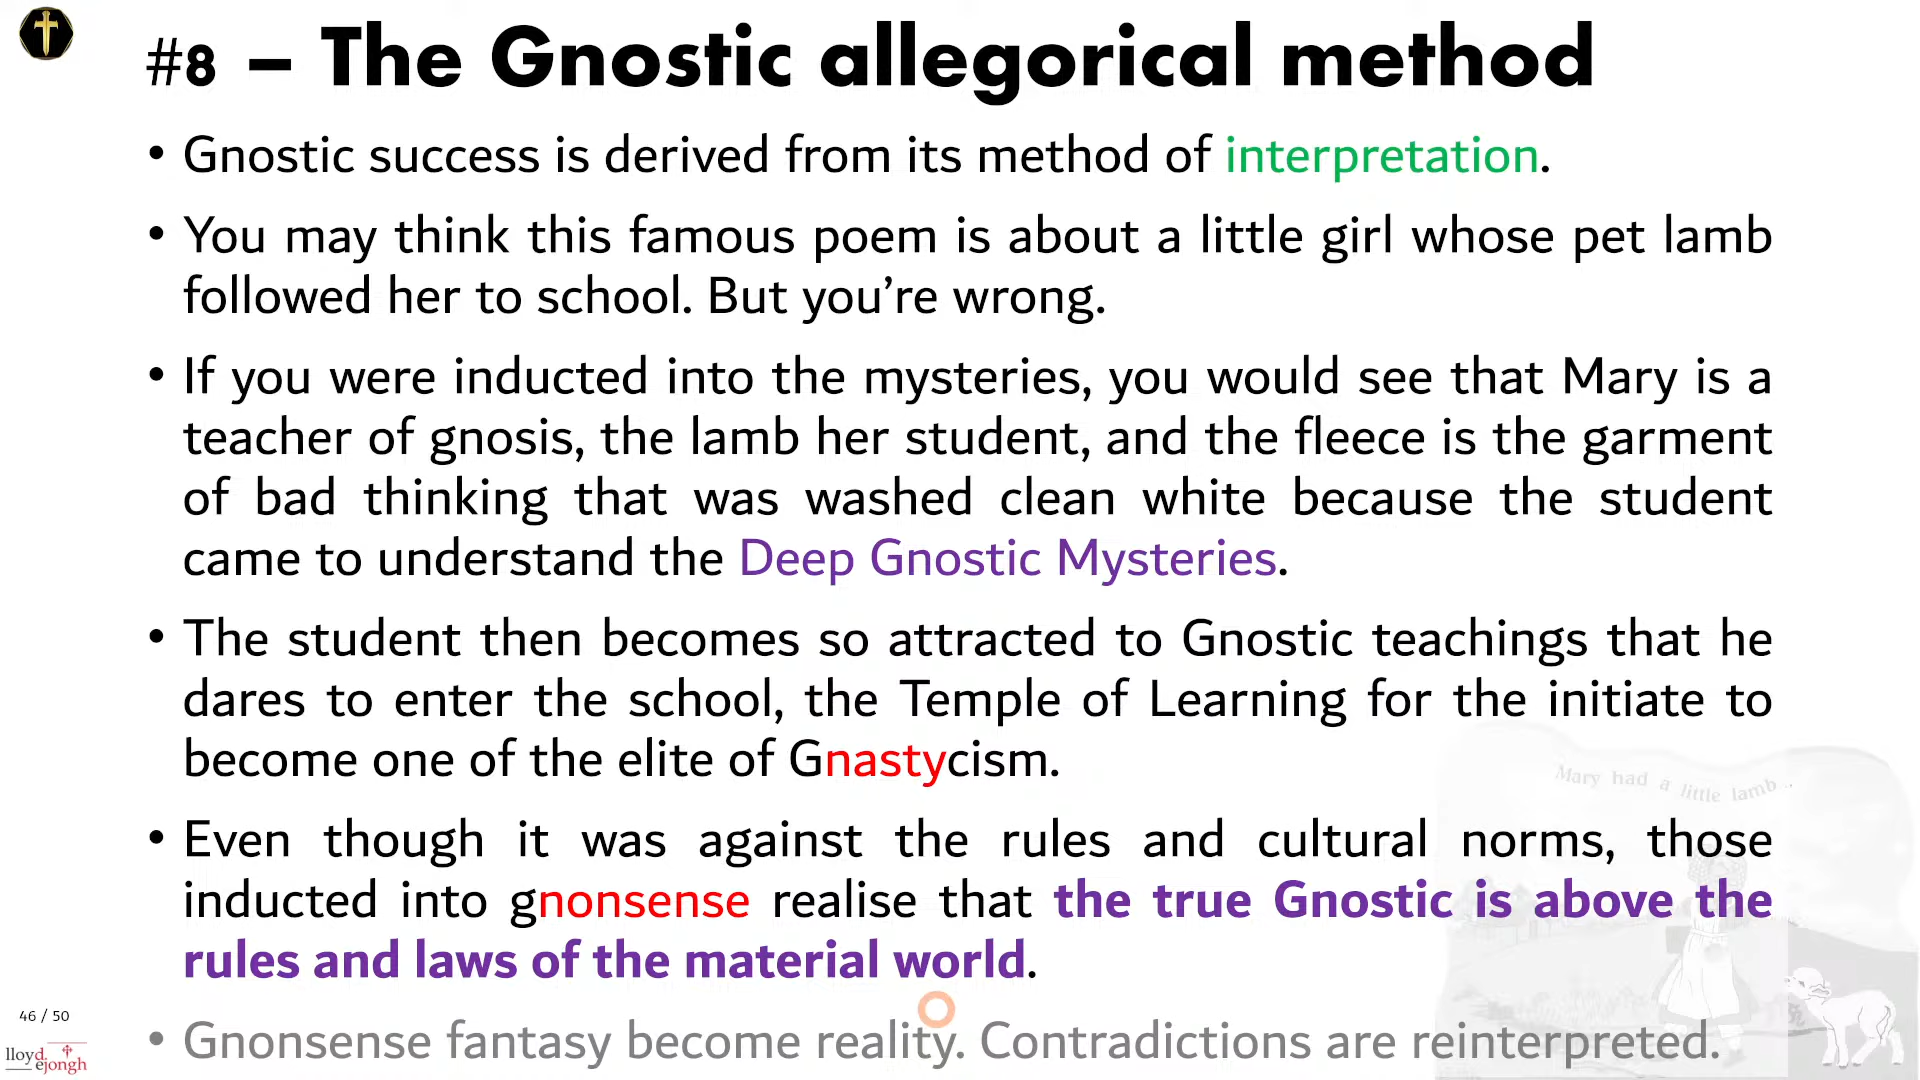 #8 – The Gnostic allegorical method
• Gnostic success is derived from its method of interpretation.
• You may think this famous poem is about a little girl whose pet lamb
followed her to school. But you’re wrong.
• If you were inducted into the mysteries, you would see that Mary is a
teacher of gnosis, the lamb her student, and the fleece is the garment
of bad thinking that was washed clean white because the student
came to understand the Deep Gnostic Mysteries.
• The student then becomes so attracted to Gnostic teachings that he
dares to enter the school, the Temple of Learning for the initiate to
become one of the elite of Gnastycism.
Mary had a little lamb ..
• Even though it was against the rules and cultural norms, those
inducted into gnonsense realise that the true Gnostic is above the
rules and laws of the material world.
• Gnonsense fantasy become reality. Contradictions are reinterpreted.
46 / 50
lloyd
ejongh